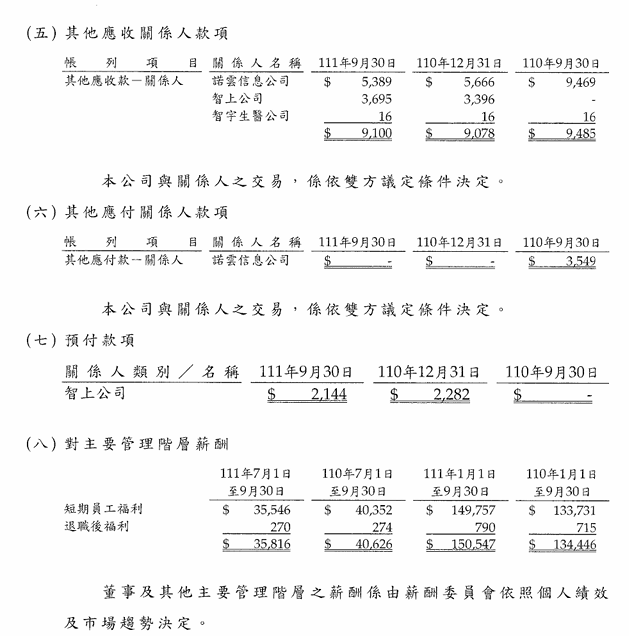 (五) 其他應收關係人款項
帳列項目 關係人名稱 111年9月30日 110年12月31日 110年9月30日
其他應收款－關係人 諾雲信息公司 $ 5,389 $ 5,666 $ 9,469
智上公司 3,695 3,396 -
智宇生醫公司 16 16 16
$ 9,100 $ 9,078 $ 9,485
本公司與關係人之交易，係依雙方議定條件決定。
(六) 其他應付關係人款項
帳列項目 關係人名稱 111年9月30日 110年12月31日 110年9月30日
其他應付款－關係人 諾雲信息公司 $ - $ - $ 3,549
本公司與關係人之交易，係依雙方議定條件決定。
(七) 預付款項
關係人類別／名稱 111年9月30日 110年12月31日 110年9月30日
智上公司 $ 2,144 $ 2,282 $ -
(八) 對主要管理階層薪酬
111年7月1日 110年7月1日 111年1月1日 110年1月1日
至9月30日 至9月30日 至9月30日 至9月30日
短期員工福利 $ 35,546 $ 40,352 $ 149,757 $ 133,731
退職後福利 270 274 790 715
$ 35,816 $ 40,626 $ 150,547 $ 134,446
董事及其他主要管理階層之薪酬係由薪酬委員會依照個人績效
及市場趨勢決定。